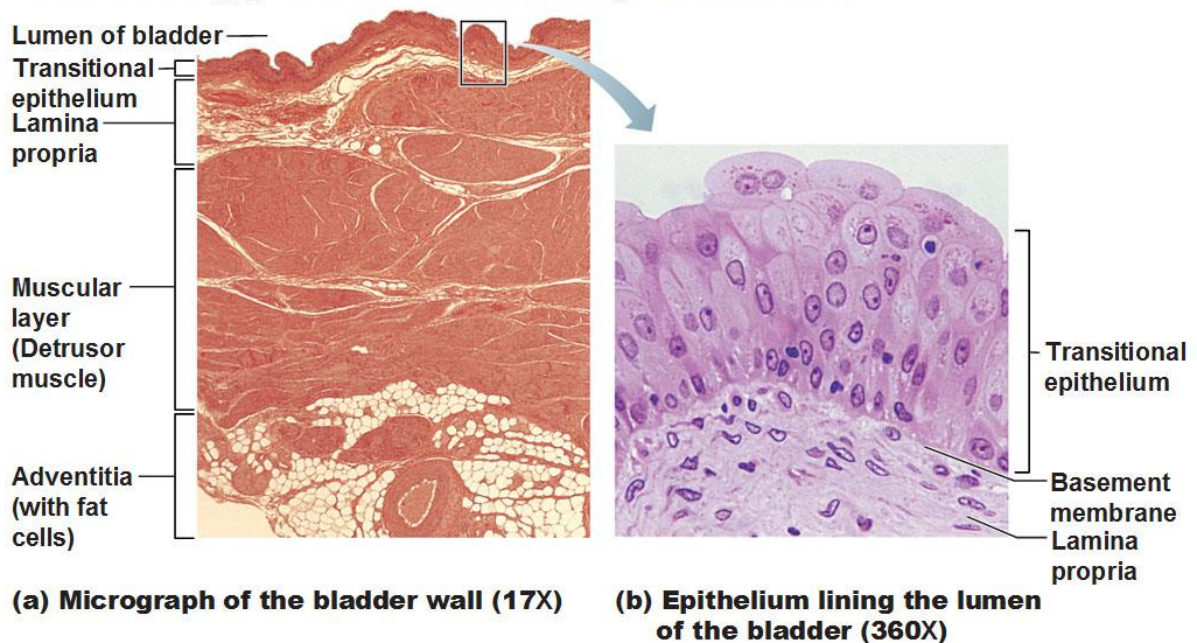 Lumen of bladder
Transitional
epithelium
Lamina
propria
Muscular
layer
(Detrusor
muscle)
Adventitia
(with fat
cells)
Transitional
epithelium
Basement
membrane
Lamina
propria
(a) Micrograph of the bladder wall (17X)
(b) Epithelium lining the lumen
of the bladder (360X)